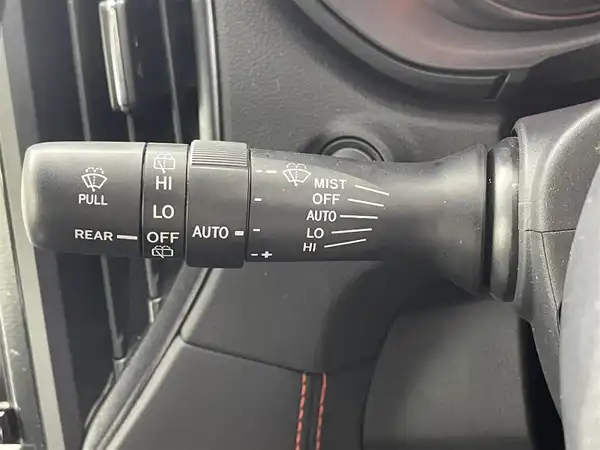 PULL
REAR
HI
LO
OFF
AUTO
- +
MIST
OFF
AUTO
LO
HI